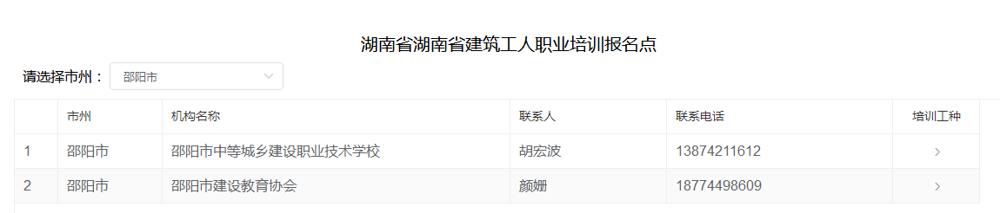 湖南省湖南省建筑工人职业培训报名点
请选择市州： 邵阳市
市州 机构名称 联系人 联系电话 培训工种
1 邵阳市 邵阳市中等城乡建设职业技术学校 胡宏波 13874211612
2 邵阳市 邵阳市建设教育协会 颜姗 18774498609